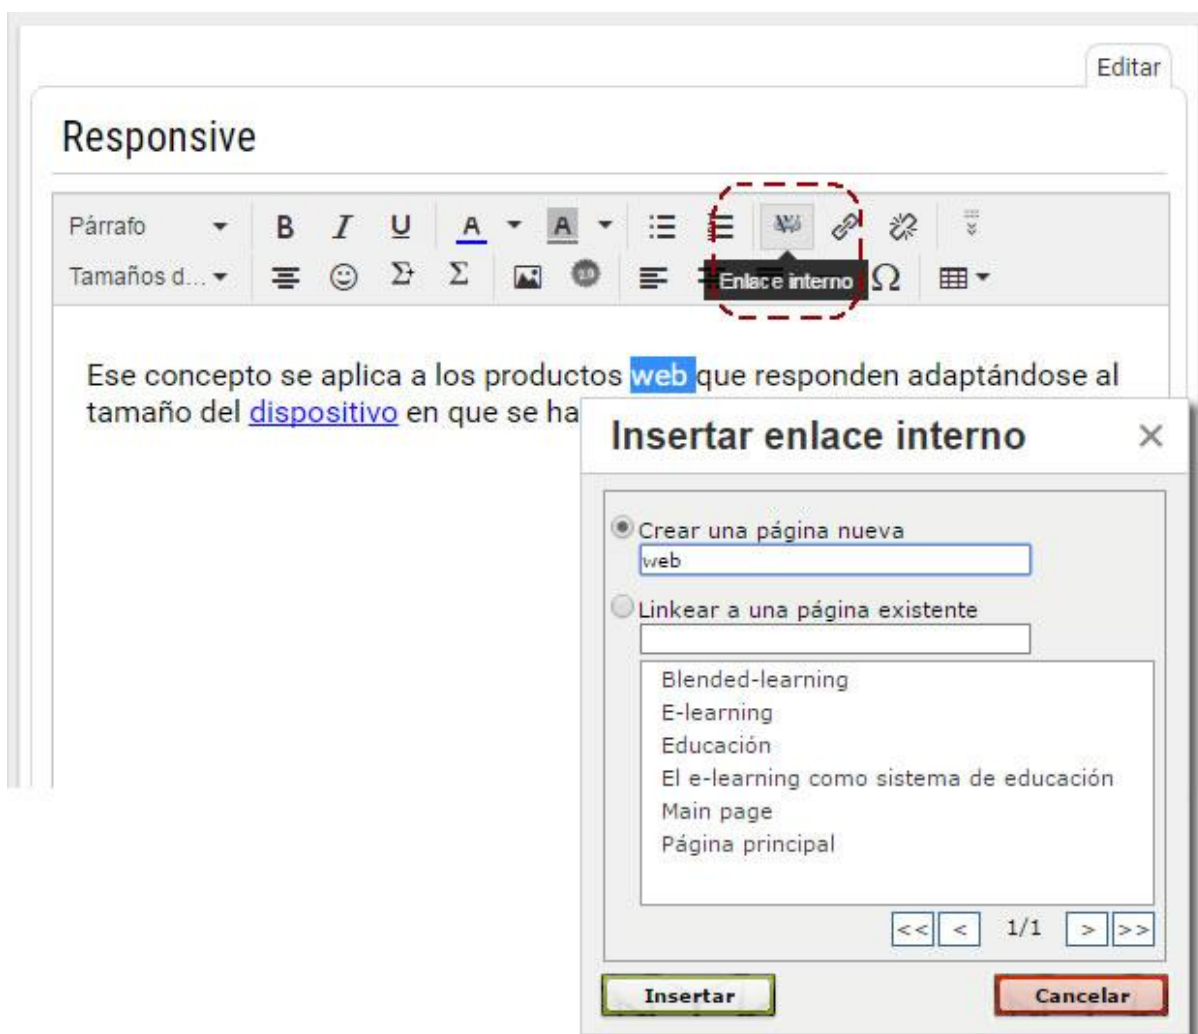 Editar
Responsive
Párrafo B I U A A
Enlace interno
Tamaños d... Σ+ Σ 2.0 Ω
Ese concepto se aplica a los productos web que responden adaptándose al
tamaño del dispositivo en que se ha
Insertar enlace interno ×
Crear una página nueva
web
Linkear a una página existente
Blended-learning
E-learning
Educación
El e-learning como sistema de educación
Main page
Página principal
<< < 1/1 > >>
Insertar Cancelar